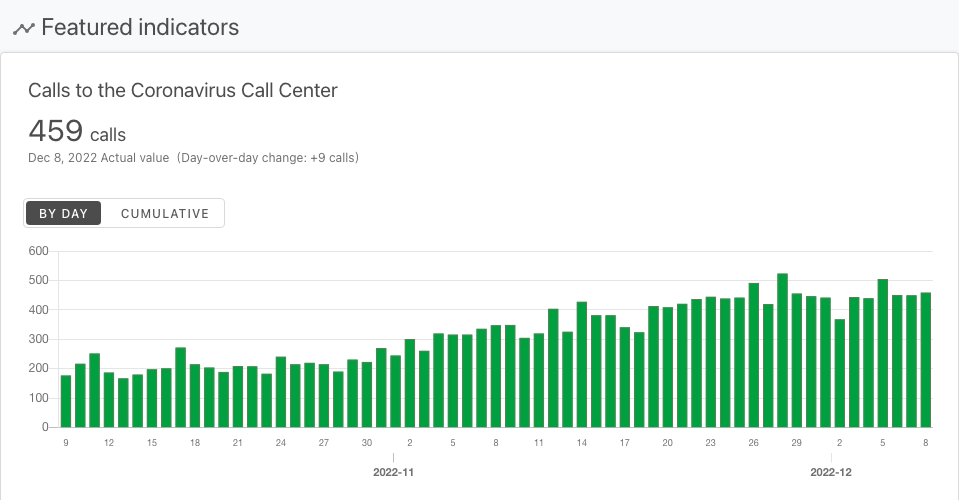 Featured indicators
Calls to the Coronavirus Call Center
459 calls
Dec 8, 2022 Actual value (Day-over-day change: +9 calls)
BY DAY CUMULATIVE
600
500
400
300
200
100
0
9 12 15 18 21 24 27 30 2 5 8 11 14 17 20 23 26 29 2 5 8
2022-11 2022-12